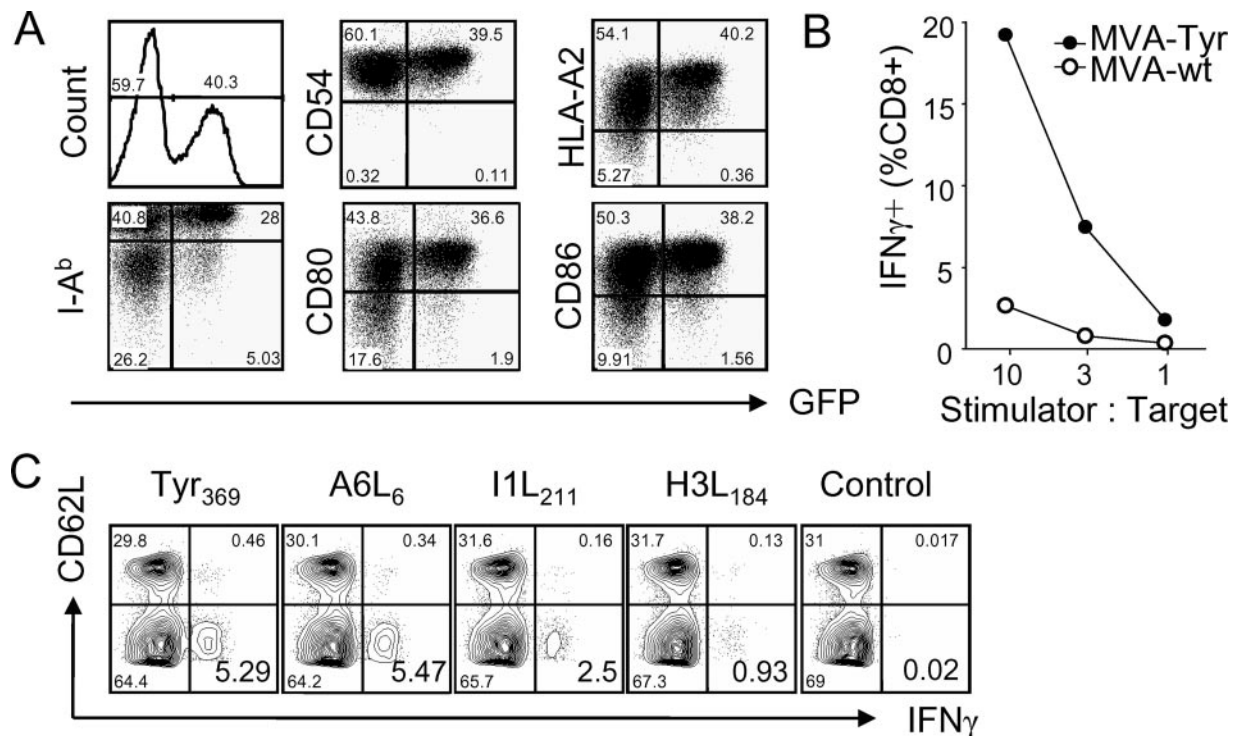 A
Count
59.7 40.3
CD54
60.1 39.5
0.32 0.11
HLA-A2
54.1 40.2
5.27 0.36
I-Aᵇ
40.8 28
26.2 5.03
CD80
43.8 36.6
17.6 1.9
CD86
50.3 38.2
9.91 1.56
GFP
B
IFNγ+ (%CD8+)
20
15
10
5
0
MVA-Tyr
MVA-wt
10 3 1
Stimulator : Target
C
CD62L
Tyr₃₆₉ A6L₆ I1L₂₁₁ H3L₁₈₄ Control
29.8 0.46 30.1 0.34 31.6 0.16 31.7 0.13 31 0.017
64.4 5.29 64.2 5.47 65.7 2.5 67.3 0.93 69 0.02
IFNγ